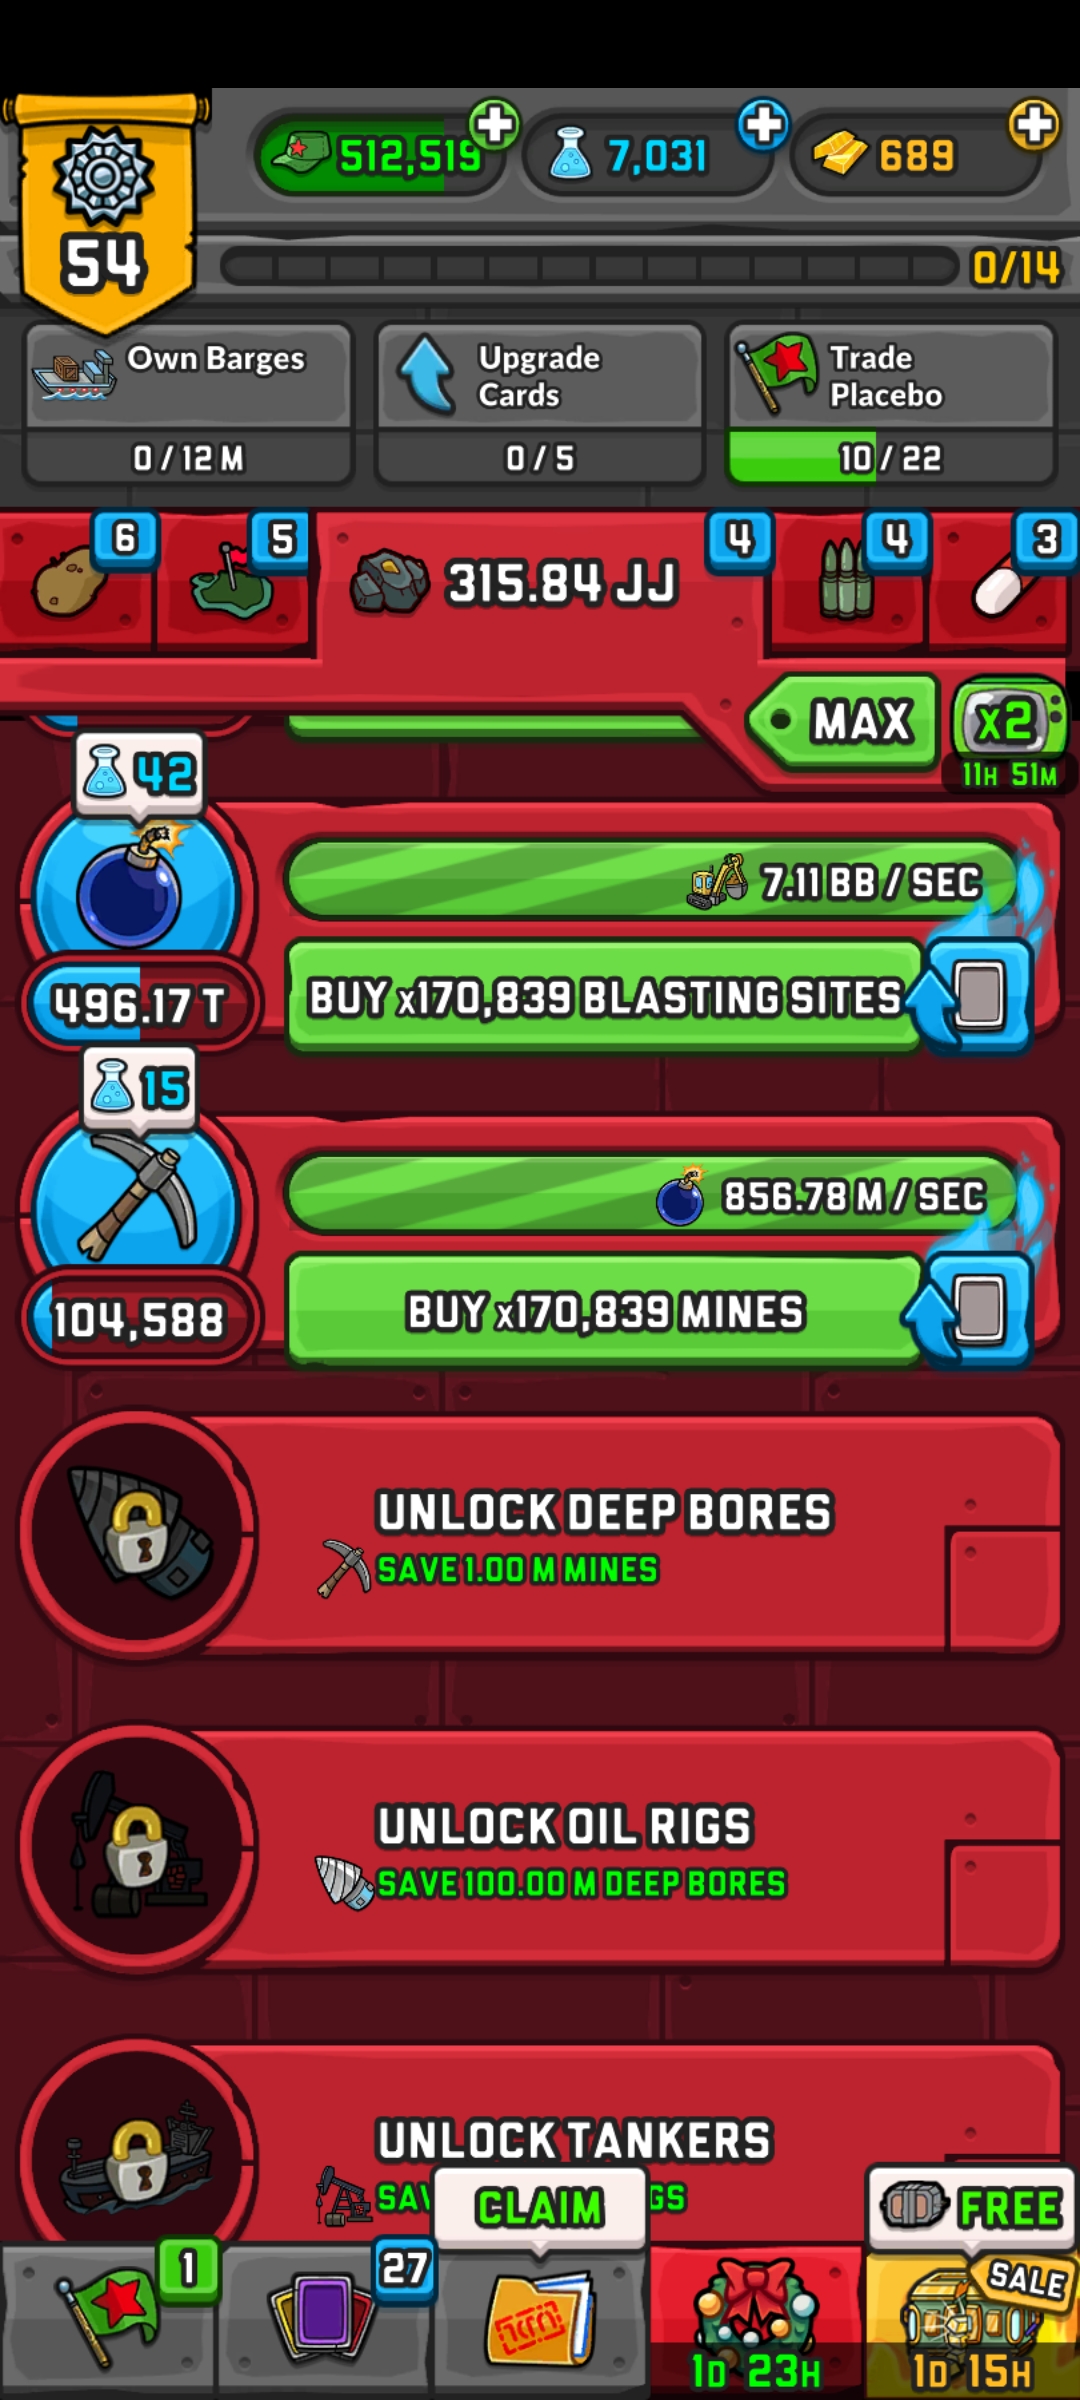 512,519
7,031
689
54
0/14
Own Barges
0 / 12 M
Upgrade
Cards
0 / 5
Trade
Placebo
10 / 22
6
5
315.84 JJ
4
4
3
MAX
x2
11H 51M
42
7.11 BB / SEC
496.17 T
BUY x170,839 BLASTING SITES
15
856.78 M / SEC
104,588
BUY x170,839 MINES
UNLOCK DEEP BORES
SAVE 1.00 M MINES
UNLOCK OIL RIGS
SAVE 100.00 M DEEP BORES
UNLOCK TANKERS
CLAIM
FREE
1
27
SALE
1D 23H
1D 15H